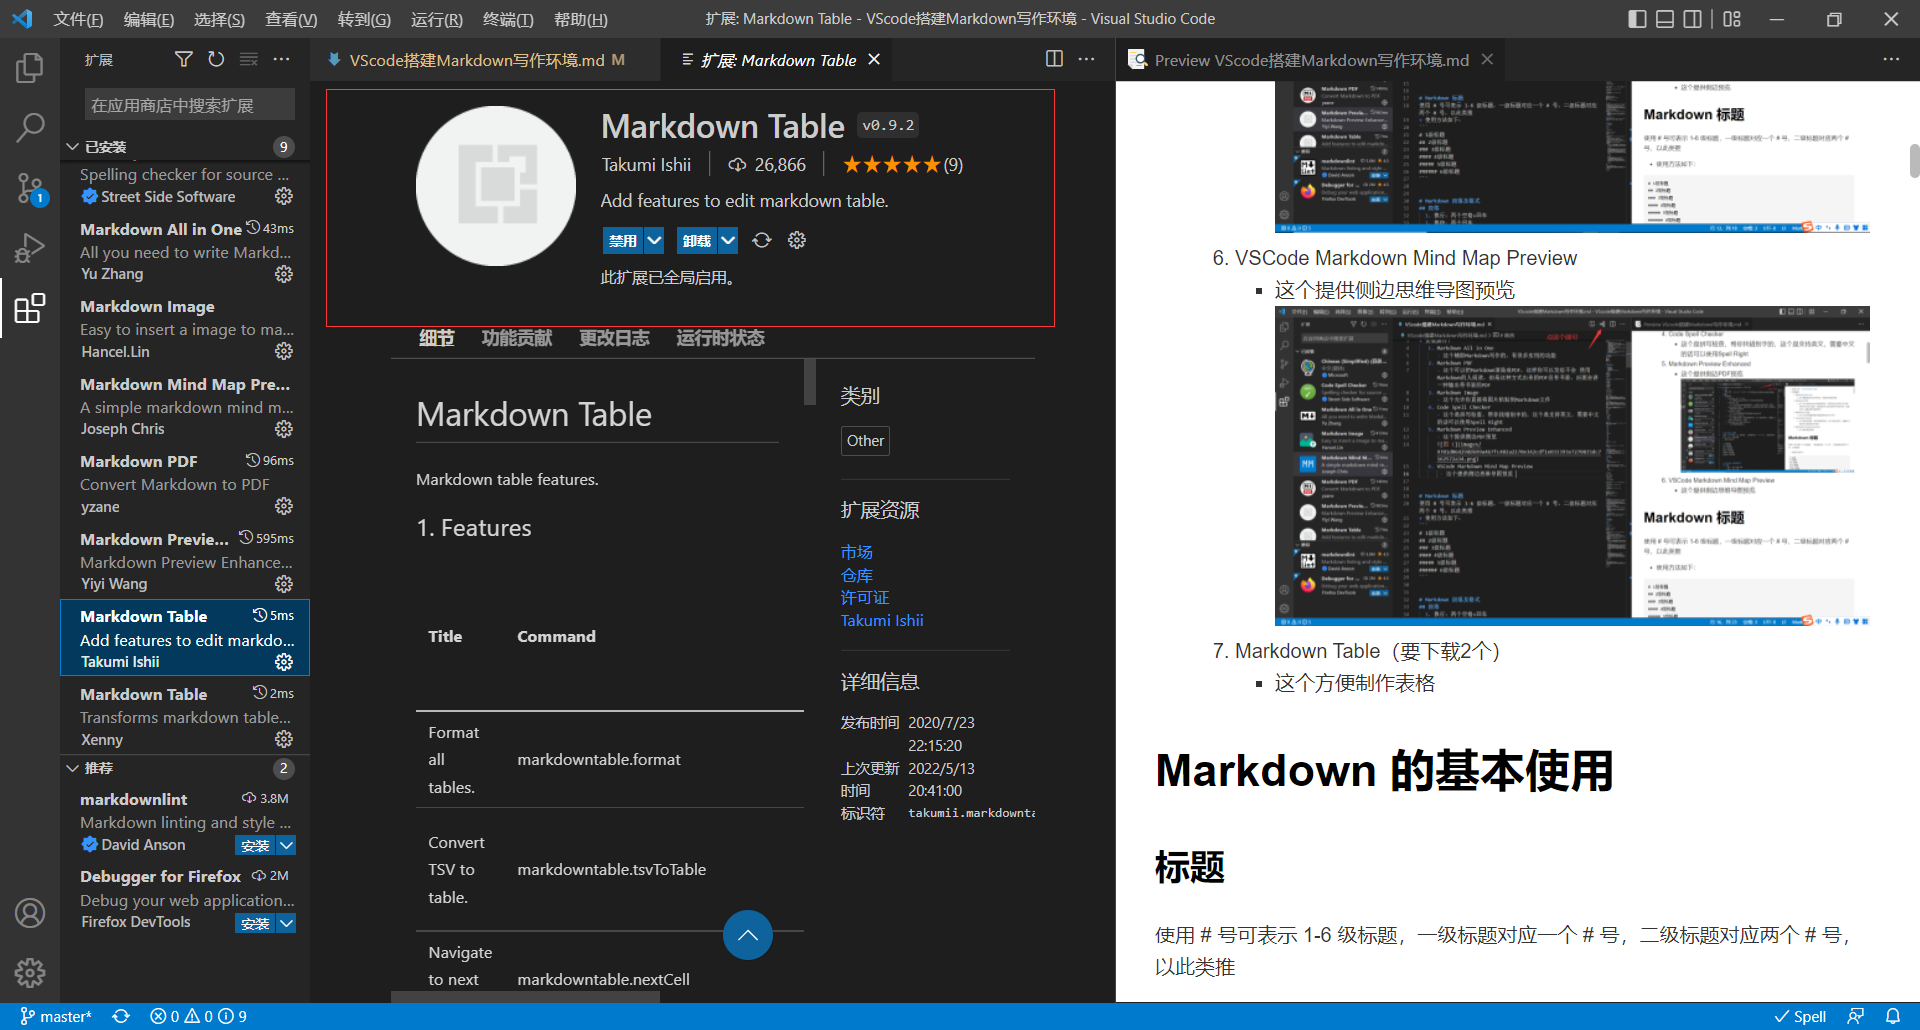 文件(F) 编辑(E) 选择(S) 查看(V) 转到(G) 运行(R) 终端(T) 帮助(H)
扩展: Markdown Table - VScode搭建Markdown写作环境 - Visual Studio Code
扩展
在应用商店中搜索扩展
已安装 9
Spelling checker for source ...
Street Side Software
Markdown All in One 43ms
All you need to write Markd...
Yu Zhang
Markdown Image
Easy to insert a image to ma...
Hancel.Lin
Markdown Mind Map Pre...
A simple markdown mind m...
Joseph Chris
Markdown PDF 96ms
Convert Markdown to PDF
yzane
Markdown Previe... 595ms
Markdown Preview Enhance...
Yiyi Wang
Markdown Table 5ms
Add features to edit markdo...
Takumi Ishii
Markdown Table 2ms
Transforms markdown table...
Xenny
推荐 2
markdownlint 3.8M
Markdown linting and style ...
David Anson 安装
Debugger for Firefox 2M
Debug your web application...
Firefox DevTools 安装
VScode搭建Markdown写作环境.md M
扩展: Markdown Table
Markdown Table v0.9.2
Takumi Ishii 26,866 ★★★★★(9)
Add features to edit markdown table.
禁用 卸载
此扩展已全局启用。
细节 功能贡献 更改日志 运行时状态
Markdown Table
Markdown table features.
1. Features
Title Command
Format
all
tables.
markdowntable.format
Convert
TSV to
table.
markdowntable.tsvToTable
Navigate
to next
markdowntable.nextCell
类别
Other
扩展资源
市场
仓库
许可证
Takumi Ishii
详细信息
发布时间 2020/7/23
22:15:20
上次更新 2022/5/13
时间 20:41:00
标识符 takumii.markdownta
Preview VScode搭建Markdown写作环境.md
Markdown 标题
6. VSCode Markdown Mind Map Preview
这个提供侧边思维导图预览
Markdown 标题
7. Markdown Table（要下载2个）
这个方便制作表格
Markdown 的基本使用
标题
使用 # 号可表示 1-6 级标题，一级标题对应一个 # 号，二级标题对应两个 # 号，
以此类推
1
master* 0 0 9
Spell